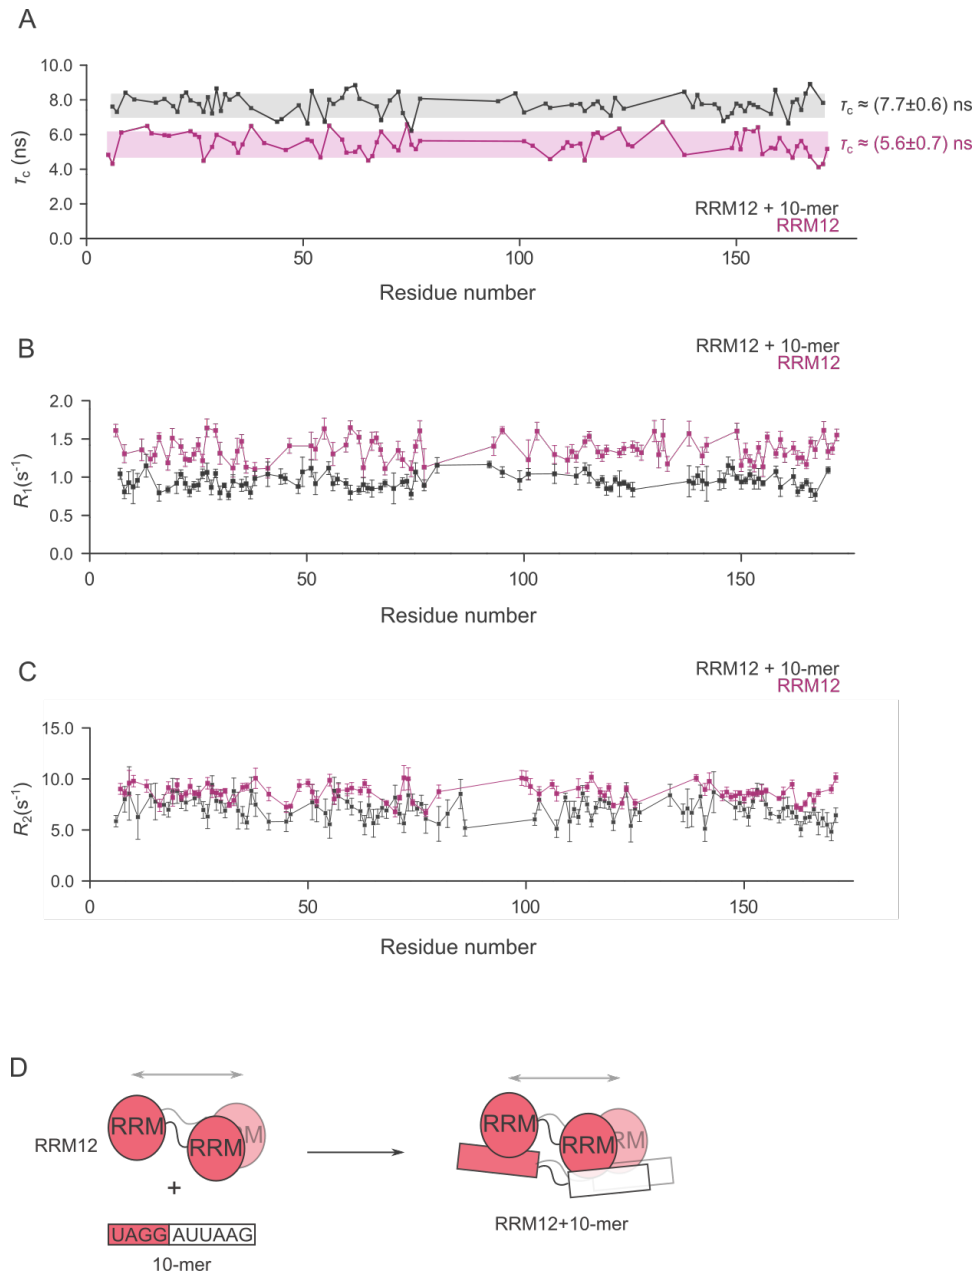 A
10.0
8.0
6.0
4.0
2.0
0.0
τc (ns)
τc ≈ (7.7±0.6) ns
τc ≈ (5.6±0.7) ns
RRM12 + 10-mer
RRM12
0
50
100
150
Residue number
B
RRM12 + 10-mer
RRM12
2.0
1.5
1.0
0.5
0.0
R1(s⁻¹)
0
50
100
150
Residue number
C
RRM12 + 10-mer
RRM12
15.0
10.0
5.0
0.0
R2(s⁻¹)
0
50
100
150
Residue number
D
RRM12
RRM
RRM
M
+
UAGG AUUAAG
10-mer
RRM
RRM
RM
RRM12+10-mer